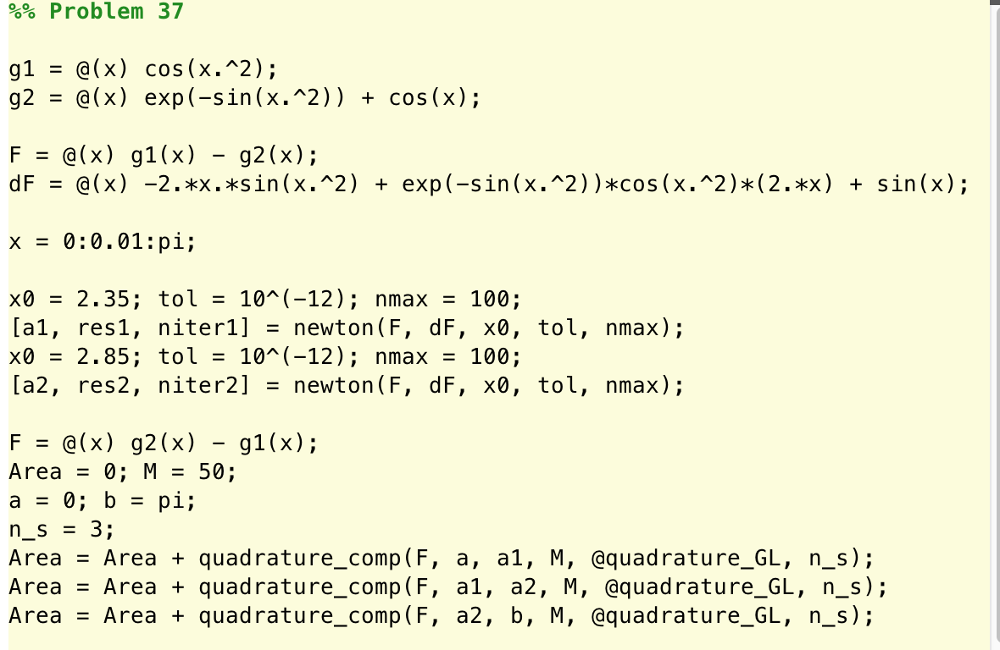 %% Problem 37
g1 = @(x) cos(x.^2);
g2 = @(x) exp(-sin(x.^2)) + cos(x);
F = @(x) g1(x) - g2(x);
dF = @(x) -2.*x.*sin(x.^2) + exp(-sin(x.^2))*cos(x.^2)*(2.*x) + sin(x);
x = 0:0.01:pi;
x0 = 2.35; tol = 10^(-12); nmax = 100;
[a1, res1, niter1] = newton(F, dF, x0, tol, nmax);
x0 = 2.85; tol = 10^(-12); nmax = 100;
[a2, res2, niter2] = newton(F, dF, x0, tol, nmax);
F = @(x) g2(x) - g1(x);
Area = 0; M = 50;
a = 0; b = pi;
n_s = 3;
Area = Area + quadrature_comp(F, a, a1, M, @quadrature_GL, n_s);
Area = Area + quadrature_comp(F, a1, a2, M, @quadrature_GL, n_s);
Area = Area + quadrature_comp(F, a2, b, M, @quadrature_GL, n_s);